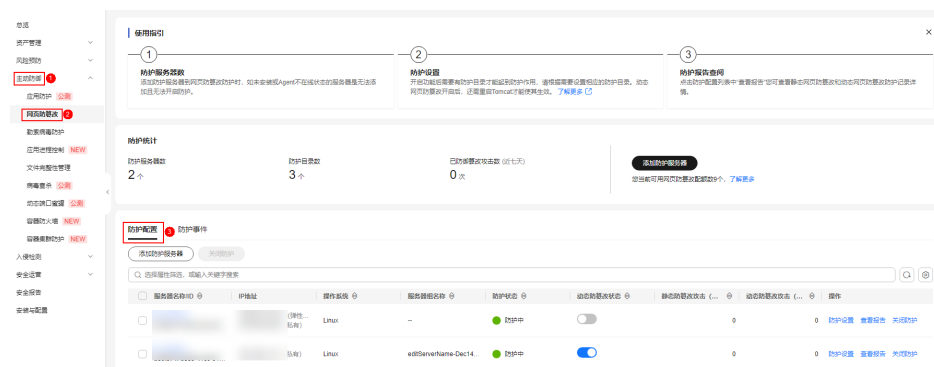 总览
资产管理
风险预防
主动防御 1
应用防护 公测
网页防篡改 2
勒索病毒防护
应用进程控制 NEW
文件完整性管理
病毒查杀 公测
动态端口蜜罐 公测
容器防火墙 NEW
容器集群防护 NEW
入侵检测
安全运营
安全报告
安装与配置
使用指引
1
防护服务器数
添加防护服务器到网页防篡改防护时，如未安装或Agent不在线状态的服务器是无法添
加且无法开启防护。
2
防护设置
开启功能后需要有防护目录才能起到防护作用，请根据需要设置相应的防护目录。动态
网页防篡改开启后，还需重启Tomcat才能使其生效。 了解更多
3
防护报告查阅
点击防护配置列表中“查看报告”您可查看静态网页防篡改和动态网页防篡改防护记录详
情。
防护统计
防护服务器数
2 个
防护目录数
3 个
已防御篡改攻击数 (近七天)
0 次
添加防护服务器
您当前可用网页防篡改配额数9个，了解更多
防护配置 3 防护事件
添加防护服务器 关闭防护
选择属性筛选，或输入关键字搜索
服务器名称/ID IP地址 操作系统 服务器组名称 防护状态 动态防篡改状态 静态防篡改攻击 (... 动态防篡改攻击 (... 操作
(弹性...
私有) Linux -- 防护中 0 0 防护设置 查看报告 关闭防护
私有) Linux editServerName-Dec14... 防护中 0 0 防护设置 查看报告 关闭防护